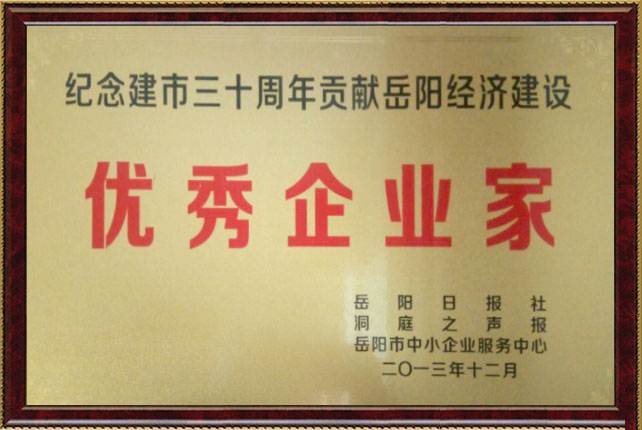 纪念建市三十周年贡献岳阳经济建设
优秀企业家
岳阳日报社
洞庭之声报
岳阳市中小企业服务中心
二〇一三年十二月